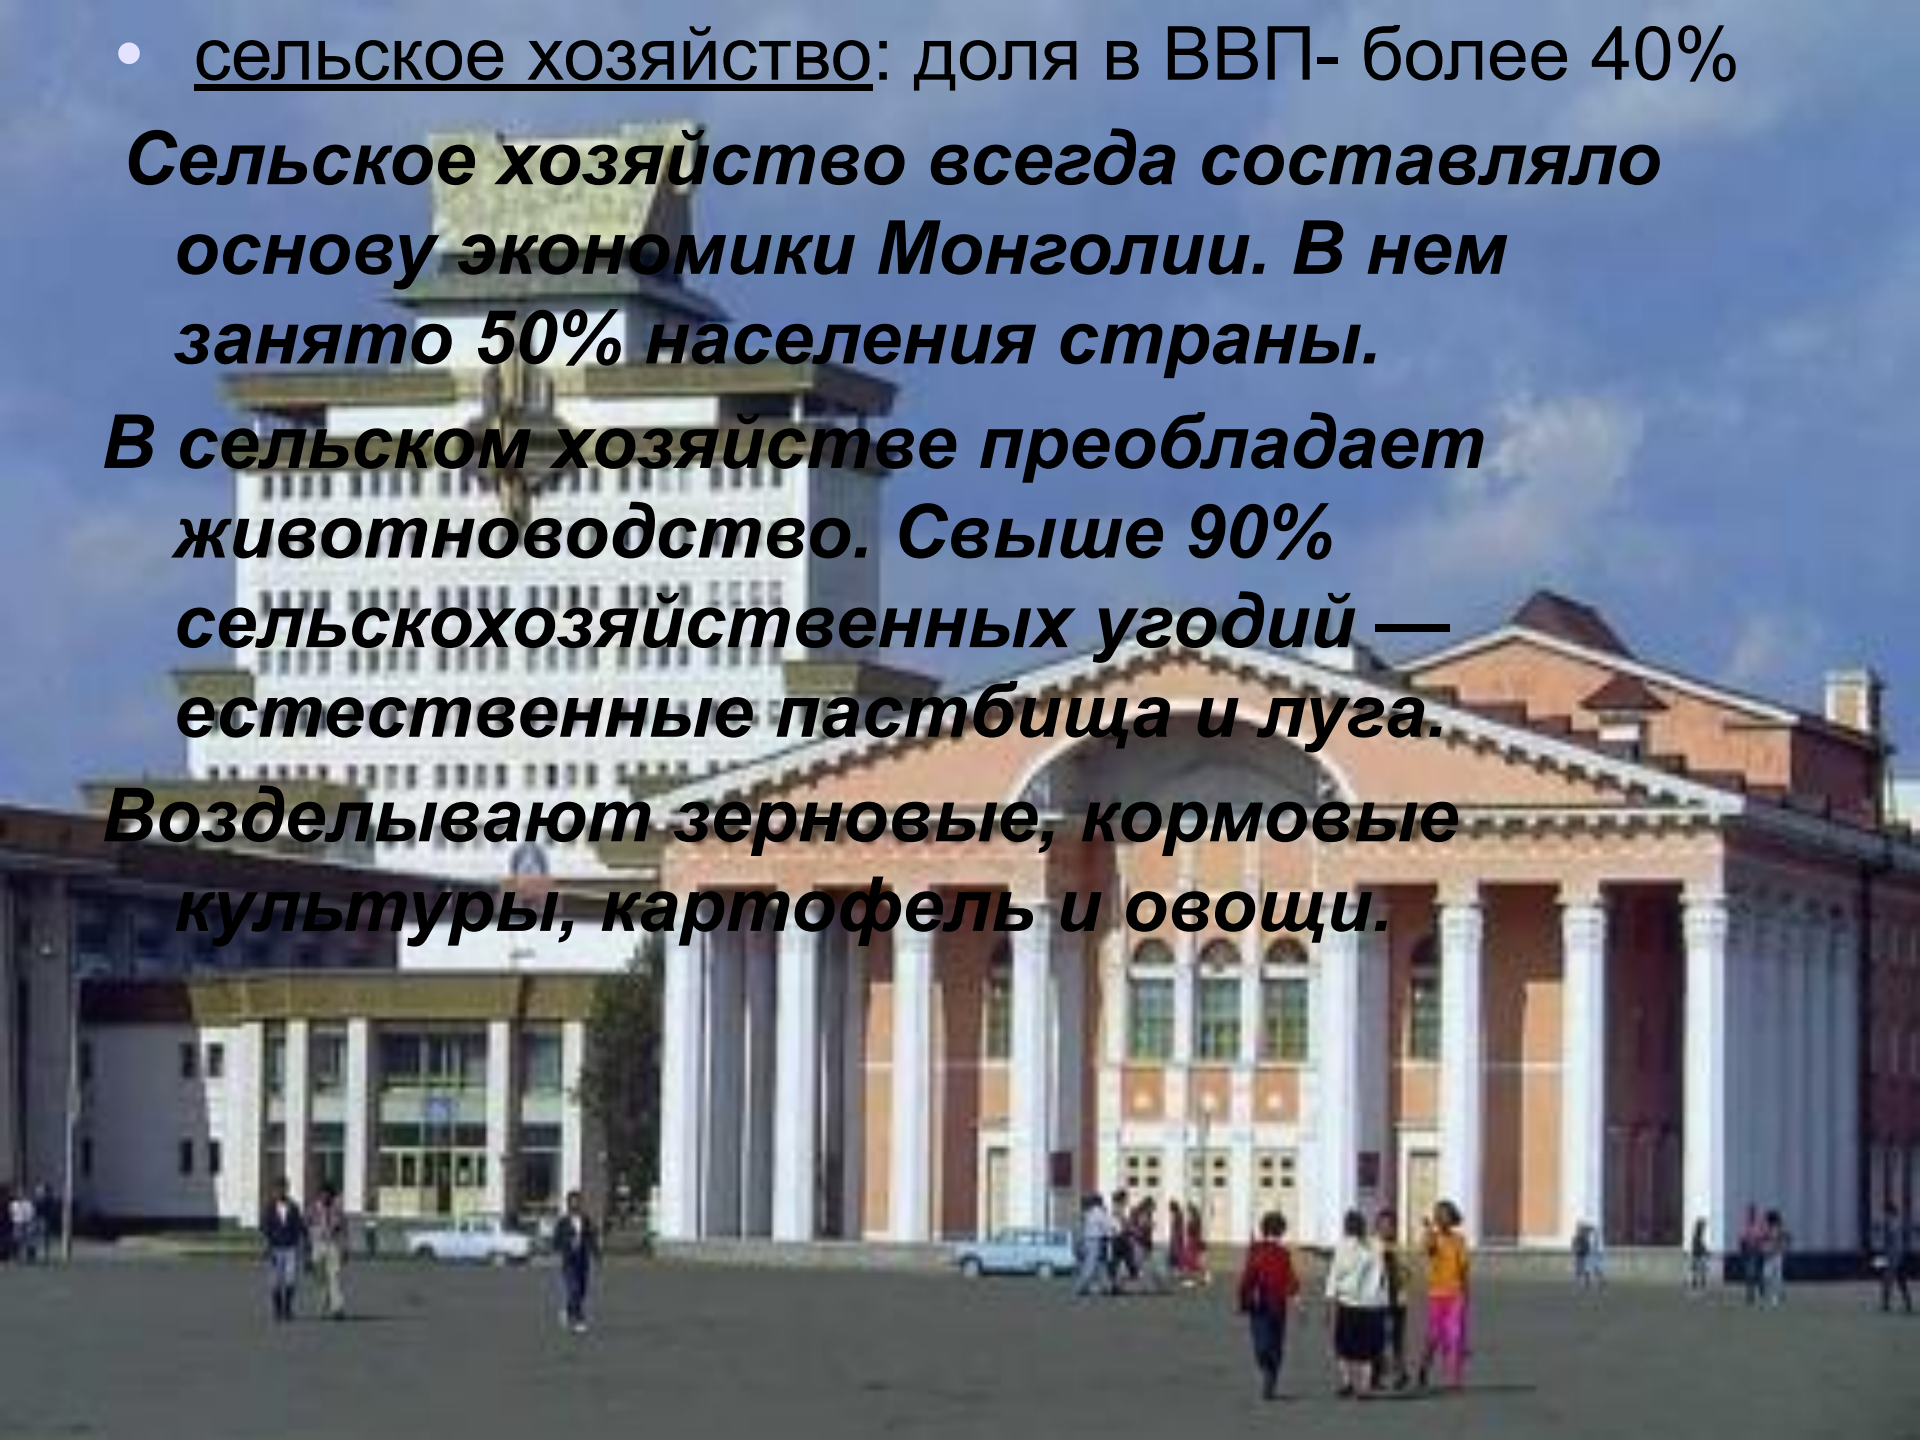 • сельское хозяйство: доля в ВВП- более 40%
Сельское хозяйство всегда составляло
основу экономики Монголии. В нем
занято 50% населения страны.
В сельском хозяйстве преобладает
животноводство. Свыше 90%
сельскохозяйственных угодий —
естественные пастбища и луга.
Возделывают зерновые, кормовые
культуры, картофель и овощи.